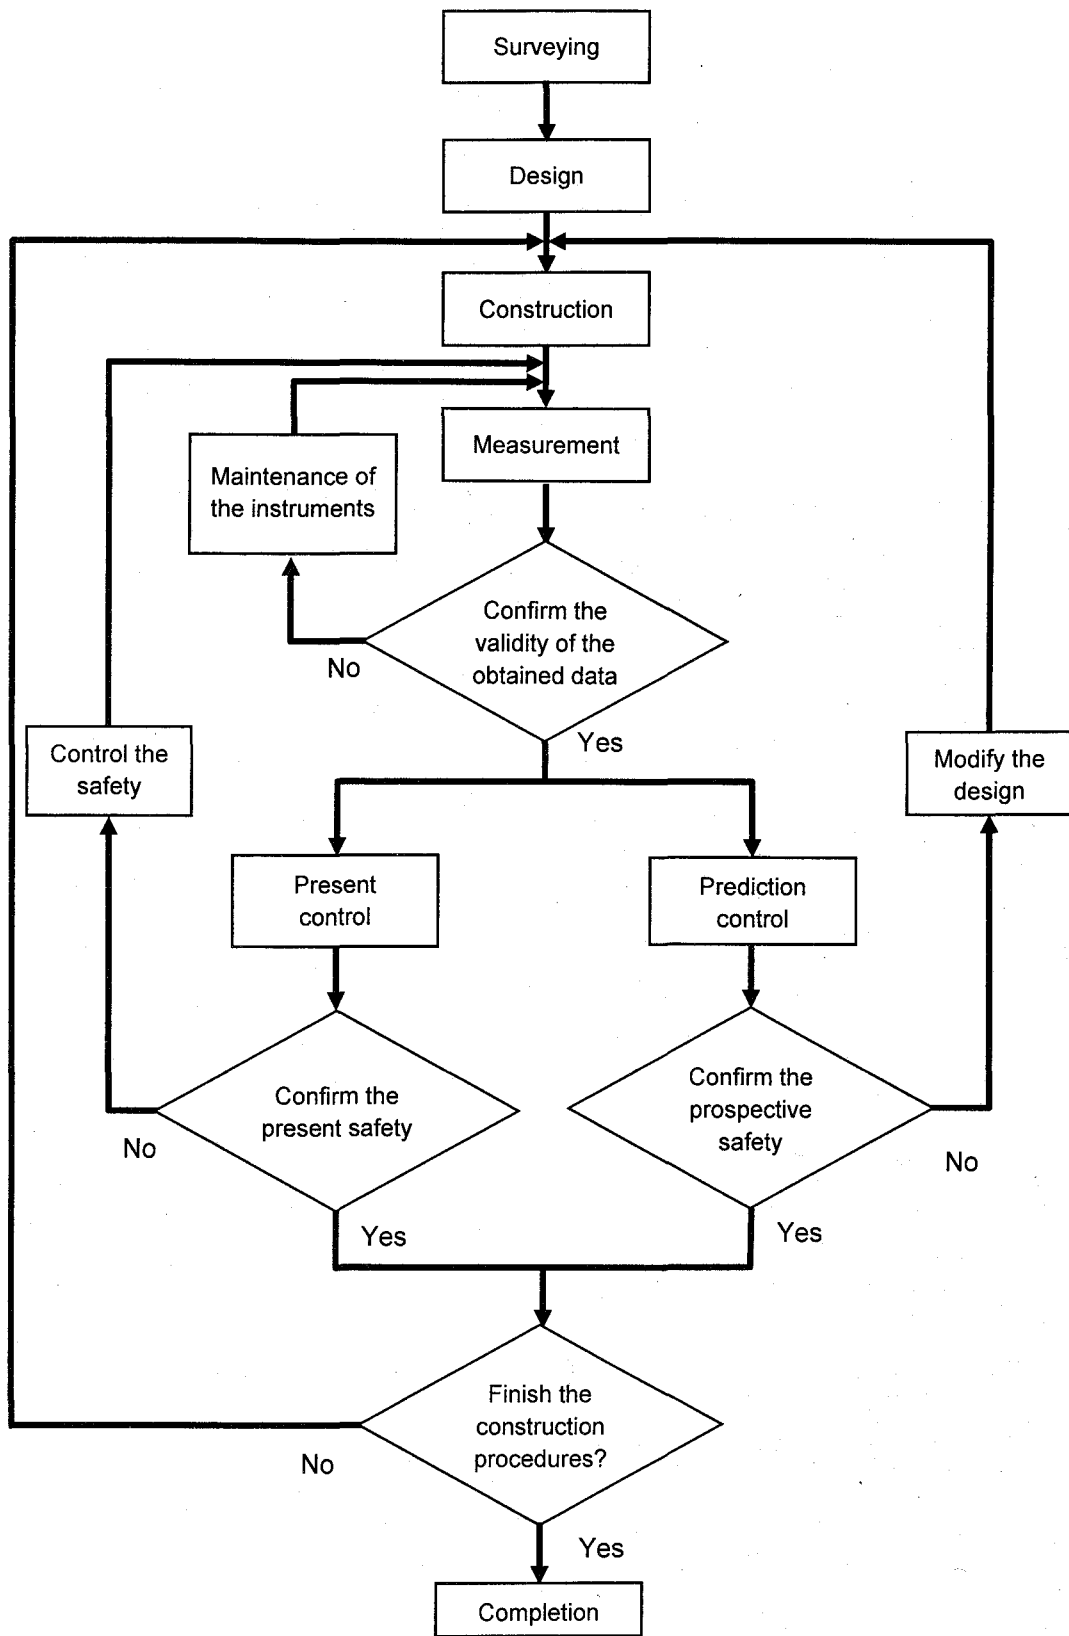 Surveying
Design
Construction
Measurement
Maintenance of
the instruments
Confirm the
validity of the
obtained data
No
Yes
Control the
safety
Modify the
design
Present
control
Prediction
control
Confirm the
present safety
No
Yes
Confirm the
prospective
safety
No
Yes
Finish the
construction
procedures?
No
Yes
Completion